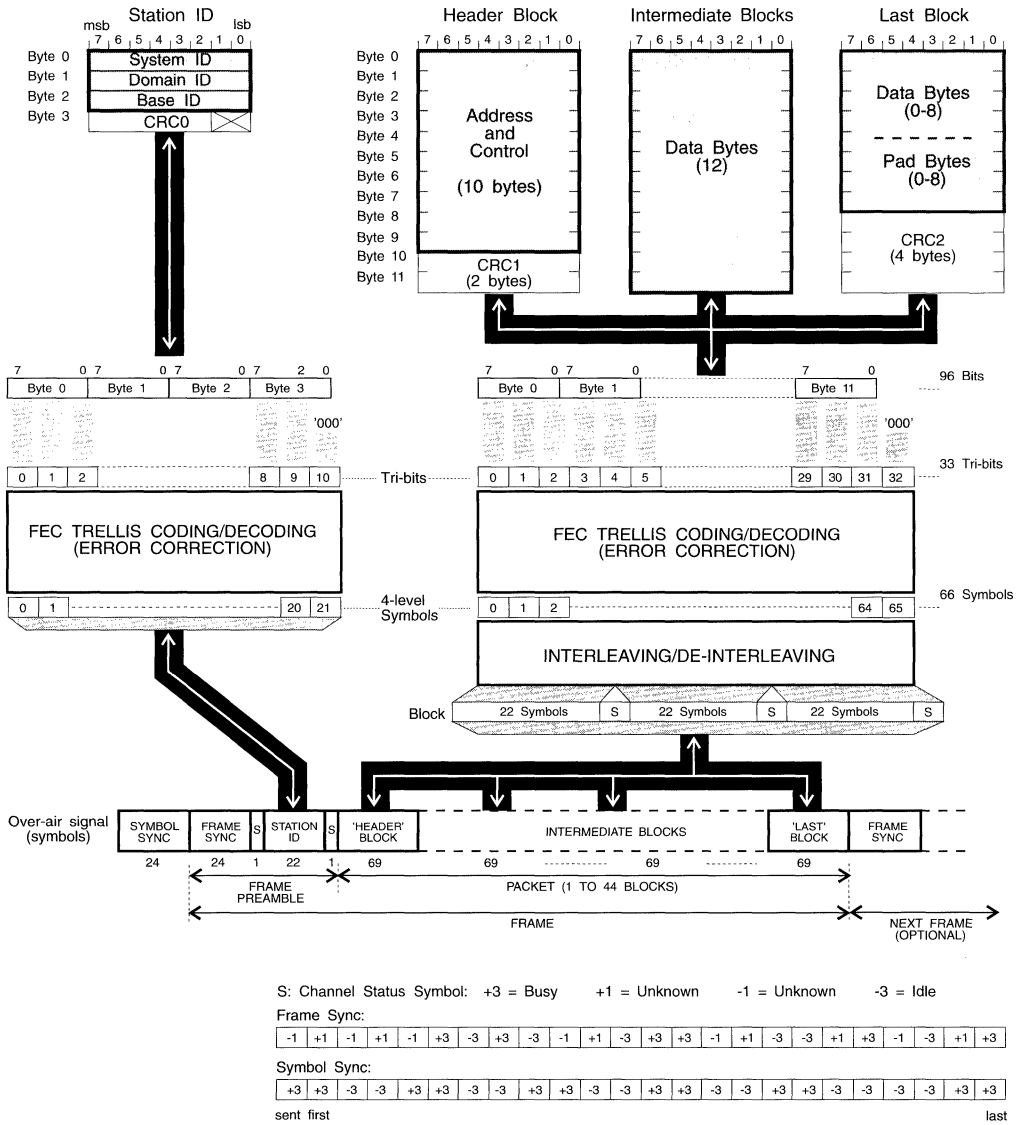 Station ID Header Block Intermediate Blocks Last Block
msb lsb
7 6 5 4 3 2 1 0 7 6 5 4 3 2 1 0 7 6 5 4 3 2 1 0 7 6 5 4 3 2 1 0
Byte 0 System ID
Byte 1 Domain ID
Byte 2 Base ID
Byte 3 CRC0
Byte 0
Byte 1
Byte 2
Byte 3
Byte 4
Byte 5
Byte 6
Byte 7
Byte 8
Byte 9
Byte 10
Byte 11
Address
and
Control
(10 bytes)
CRC1
(2 bytes)
Data Bytes
(12)
Data Bytes
(0-8)
Pad Bytes
(0-8)
CRC2
(4 bytes)
7 0 7 0 7 0 7 2 0
Byte 0 Byte 1 Byte 2 Byte 3
'000'
0 1 2 8 9 10
Tri-bits
FEC TRELLIS CODING/DECODING
(ERROR CORRECTION)
0 1 20 21
4-level
Symbols
7 0 7 0 7 0
Byte 0 Byte 1 Byte 11
96 Bits
'000'
33 Tri-bits
0 1 2 3 4 5 29 30 31 32
FEC TRELLIS CODING/DECODING
(ERROR CORRECTION)
66 Symbols
0 1 2 64 65
INTERLEAVING/DE-INTERLEAVING
Block 22 Symbols S 22 Symbols S 22 Symbols S
Over-air signal
(symbols)
SYMBOL
SYNC
FRAME
SYNC
S
STATION
ID
S
'HEADER'
BLOCK
INTERMEDIATE BLOCKS
'LAST'
BLOCK
FRAME
SYNC
24 24 1 22 1 69 69 69 69
FRAME
PREAMBLE
PACKET (1 TO 44 BLOCKS)
FRAME
NEXT FRAME
(OPTIONAL)
S: Channel Status Symbol: +3 = Busy +1 = Unknown -1 = Unknown -3 = Idle
Frame Sync:
-1 +1 -1 +1 -1 +3 -3 +3 -3 -1 +1 -3 +3 +3 -1 +1 -3 -3 +1 +3 -1 -3 +1 +3
Symbol Sync:
+3 +3 -3 -3 +3 +3 -3 -3 +3 +3 -3 -3 +3 +3 -3 -3 +3 +3 -3 -3 -3 -3 +3 +3
sent first last